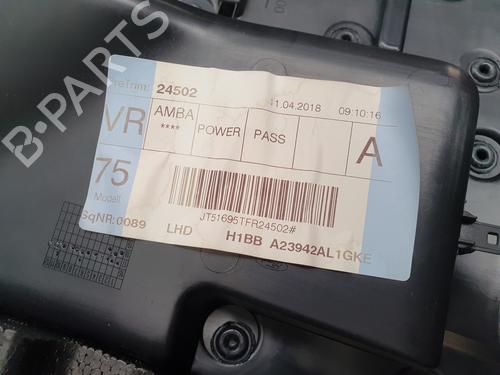 PreTrim: 24502 11.04.2018 09:10:16
VR AMBA **** POWER PASS A
75
Modell
JT51695TFR24502#
SqNR:0089 LHD H1BB A23942AL1GKE
B-PARTS